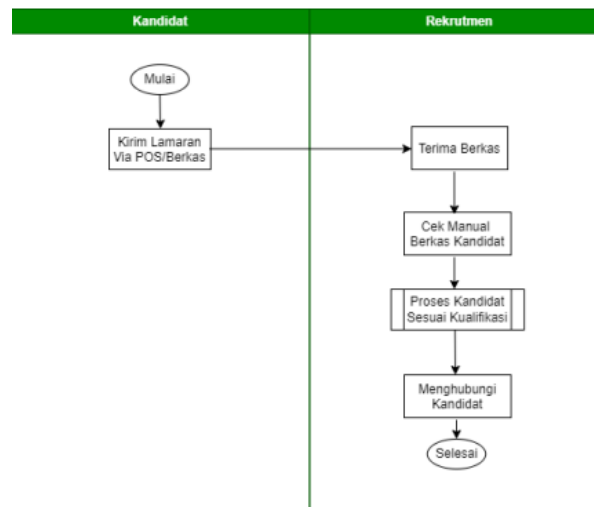 Kandidat
Rekrutmen
Mulai
Kirim Lamaran
Via POS/Berkas
Terima Berkas
Cek Manual
Berkas Kandidat
Proses Kandidat
Sesuai Kualifikasi
Menghubungi
Kandidat
Selesai